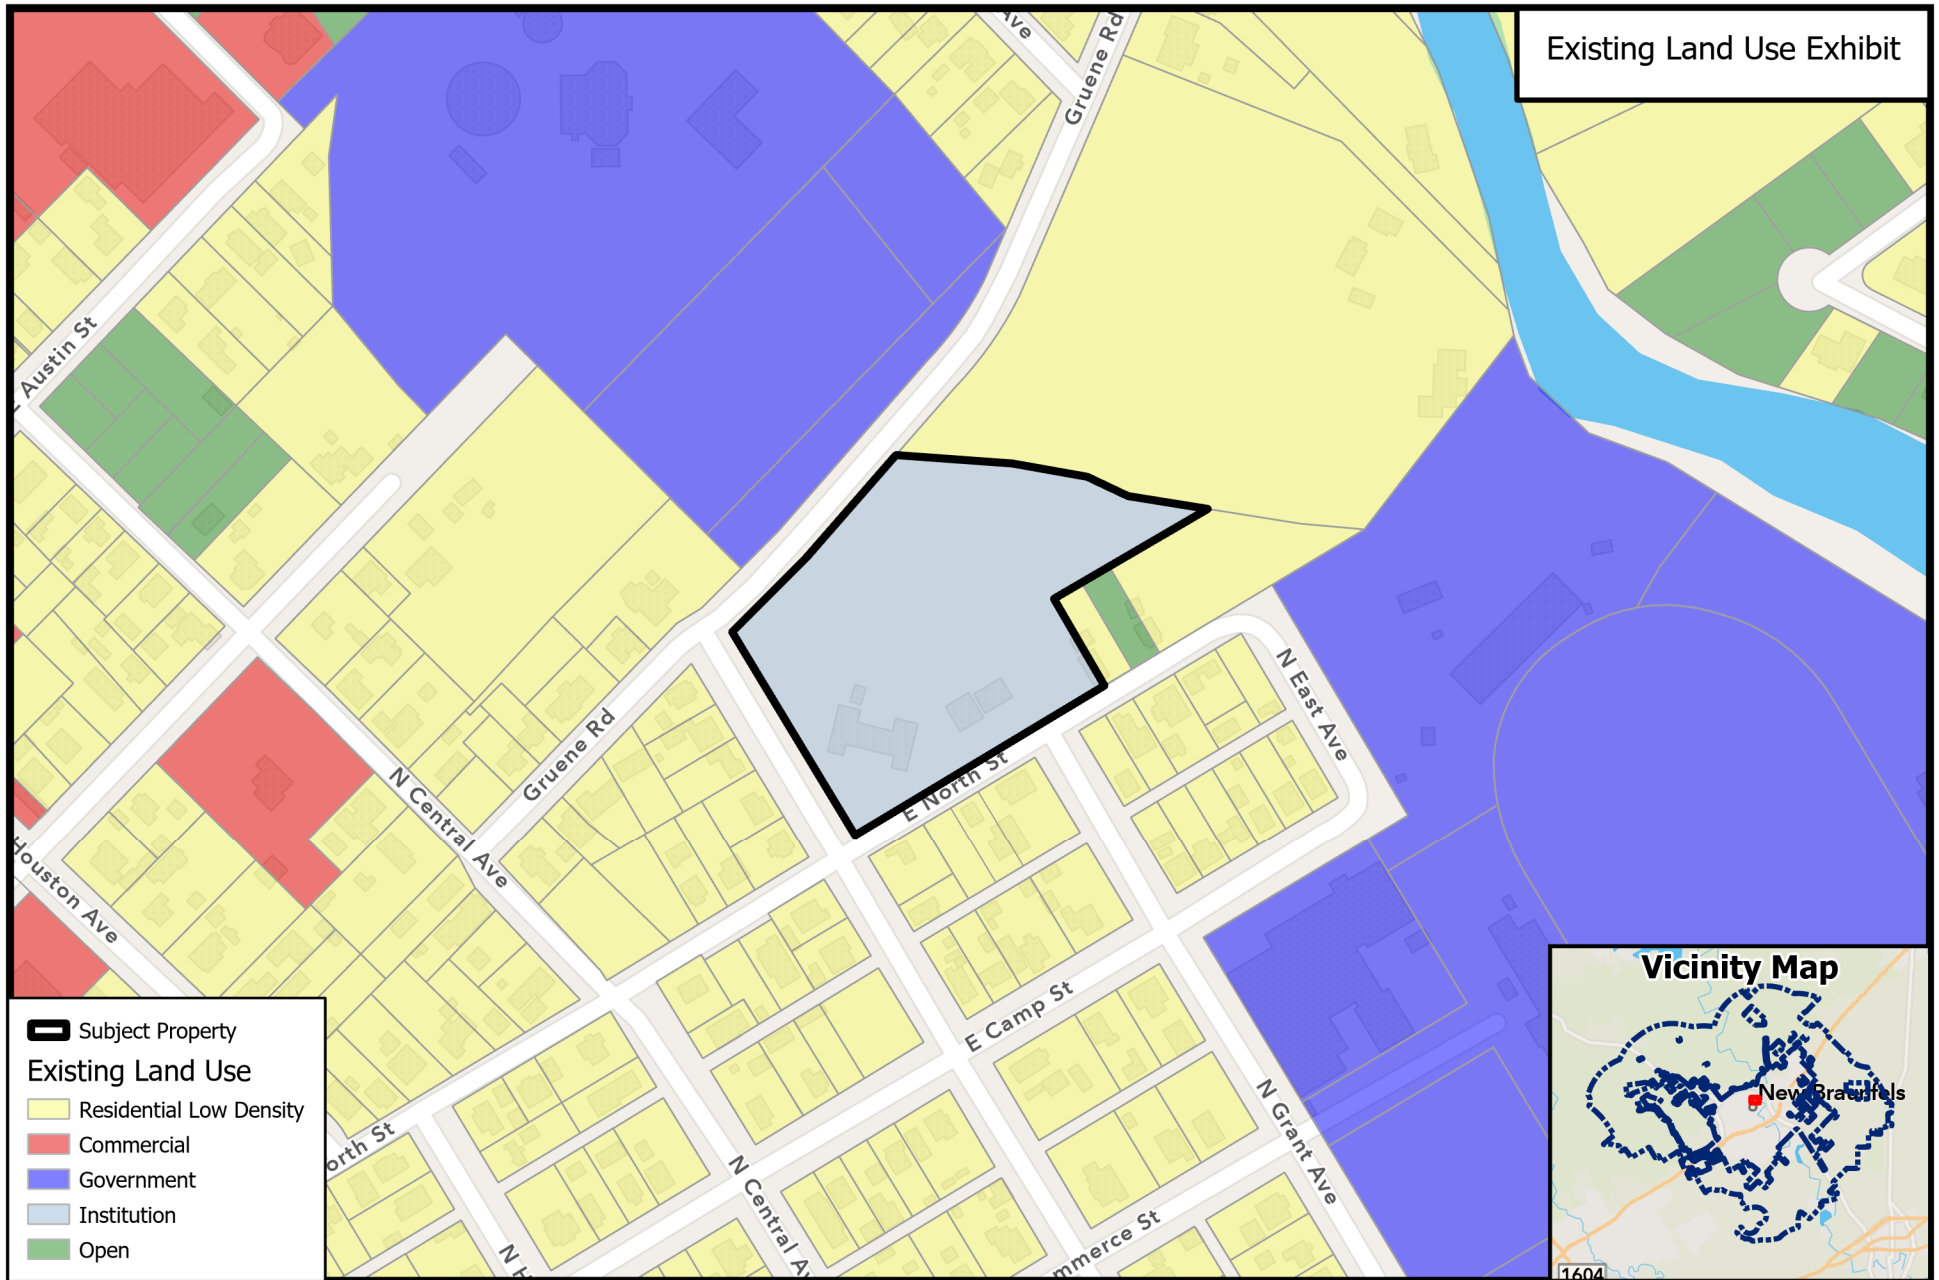 Existing Land Use Exhibit
Ave
Gruene Rd
Austin St
N East Ave
Gruene Rd
N Central Ave
E North St
Houston Ave
E Camp St
N Grant Ave
orth St
N Central Av
mmerce St
N H
Subject Property
Existing Land Use
Residential Low Density
Commercial
Government
Institution
Open
Vicinity Map
New Braunfels
1604